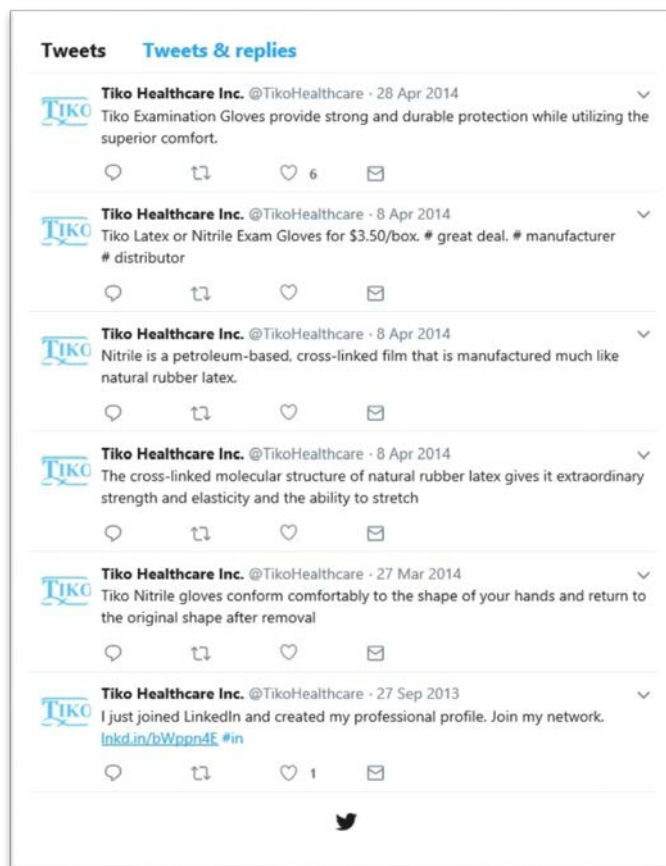 Tweets Tweets & replies
Tiko Healthcare Inc. @TikoHealthcare · 28 Apr 2014
TIKO
Tiko Examination Gloves provide strong and durable protection while utilizing the
superior comfort.
6
Tiko Healthcare Inc. @TikoHealthcare · 8 Apr 2014
TIKO
Tiko Latex or Nitrile Exam Gloves for $3.50/box. # great deal. # manufacturer
# distributor
Tiko Healthcare Inc. @TikoHealthcare · 8 Apr 2014
TIKO
Nitrile is a petroleum-based, cross-linked film that is manufactured much like
natural rubber latex.
Tiko Healthcare Inc. @TikoHealthcare · 8 Apr 2014
TIKO
The cross-linked molecular structure of natural rubber latex gives it extraordinary
strength and elasticity and the ability to stretch
Tiko Healthcare Inc. @TikoHealthcare · 27 Mar 2014
TIKO
Tiko Nitrile gloves conform comfortably to the shape of your hands and return to
the original shape after removal
Tiko Healthcare Inc. @TikoHealthcare · 27 Sep 2013
TIKO
I just joined LinkedIn and created my professional profile. Join my network.
lnkd.in/bWppn4E #in
1